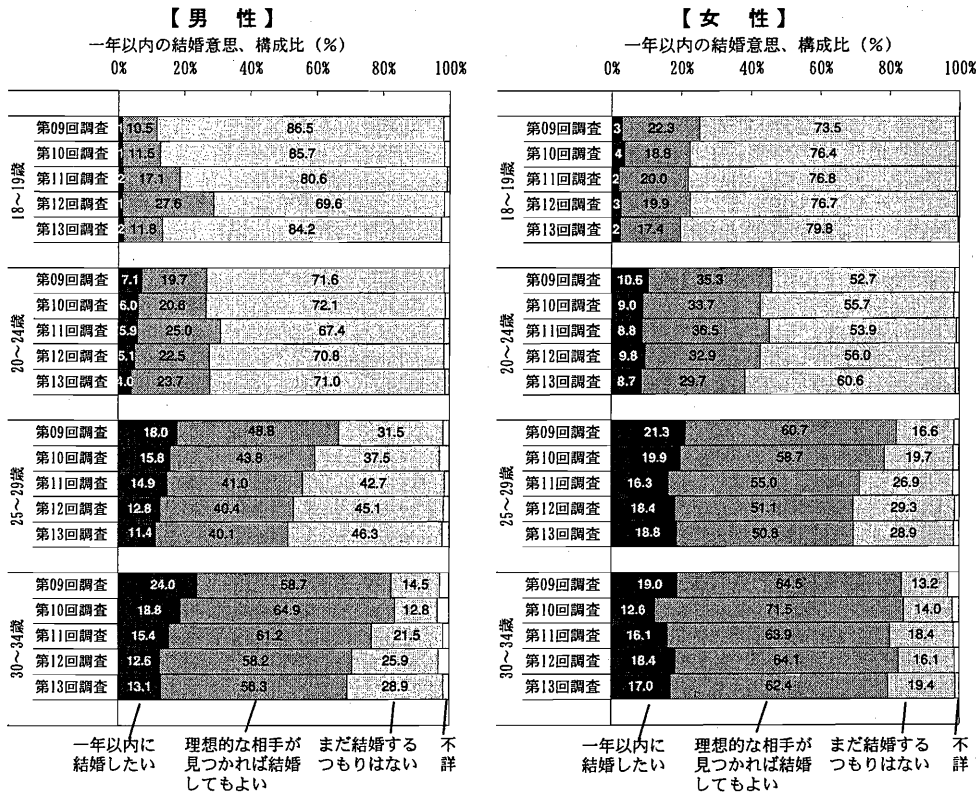 【男 性】
一年以内の結婚意思、構成比（%）
0% 20% 40% 60% 80% 100%
18～19歳
第09回調査 1 10.5 86.5
第10回調査 1 11.5 85.7
第11回調査 2 17.1 80.6
第12回調査 1 27.6 69.6
第13回調査 2 11.8 84.2
20～24歳
第09回調査 7.1 19.7 71.6
第10回調査 6.0 20.6 72.1
第11回調査 5.9 25.0 67.4
第12回調査 5.1 22.5 70.8
第13回調査 4.0 23.7 71.0
25～29歳
第09回調査 18.0 48.8 31.5
第10回調査 15.8 43.8 37.5
第11回調査 14.9 41.0 42.7
第12回調査 12.8 40.4 45.1
第13回調査 11.4 40.1 46.3
30～34歳
第09回調査 24.0 58.7 14.5
第10回調査 18.8 64.9 12.8
第11回調査 15.4 61.2 21.5
第12回調査 12.6 58.2 25.9
第13回調査 13.1 56.3 28.9
一年以内に
結婚したい
理想的な相手が
見つかれば結婚
してもよい
まだ結婚する
つもりはない
不
詳
【女 性】
一年以内の結婚意思、構成比（%）
0% 20% 40% 60% 80% 100%
18～19歳
第09回調査 3 22.3 73.5
第10回調査 4 18.8 76.4
第11回調査 2 20.0 76.8
第12回調査 3 19.9 76.7
第13回調査 2 17.4 79.8
20～24歳
第09回調査 10.6 35.3 52.7
第10回調査 9.0 33.7 55.7
第11回調査 8.8 36.5 53.9
第12回調査 9.8 32.9 56.0
第13回調査 8.7 29.7 60.6
25～29歳
第09回調査 21.3 60.7 16.6
第10回調査 19.9 58.7 19.7
第11回調査 16.3 55.0 26.9
第12回調査 18.4 51.1 29.3
第13回調査 18.8 50.8 28.9
30～34歳
第09回調査 19.0 64.5 13.2
第10回調査 12.6 71.5 14.0
第11回調査 16.1 63.9 18.4
第12回調査 18.4 64.1 16.1
第13回調査 17.0 62.4 19.4
一年以内に
結婚したい
理想的な相手が
見つかれば結婚
してもよい
まだ結婚する
つもりはない
不
詳